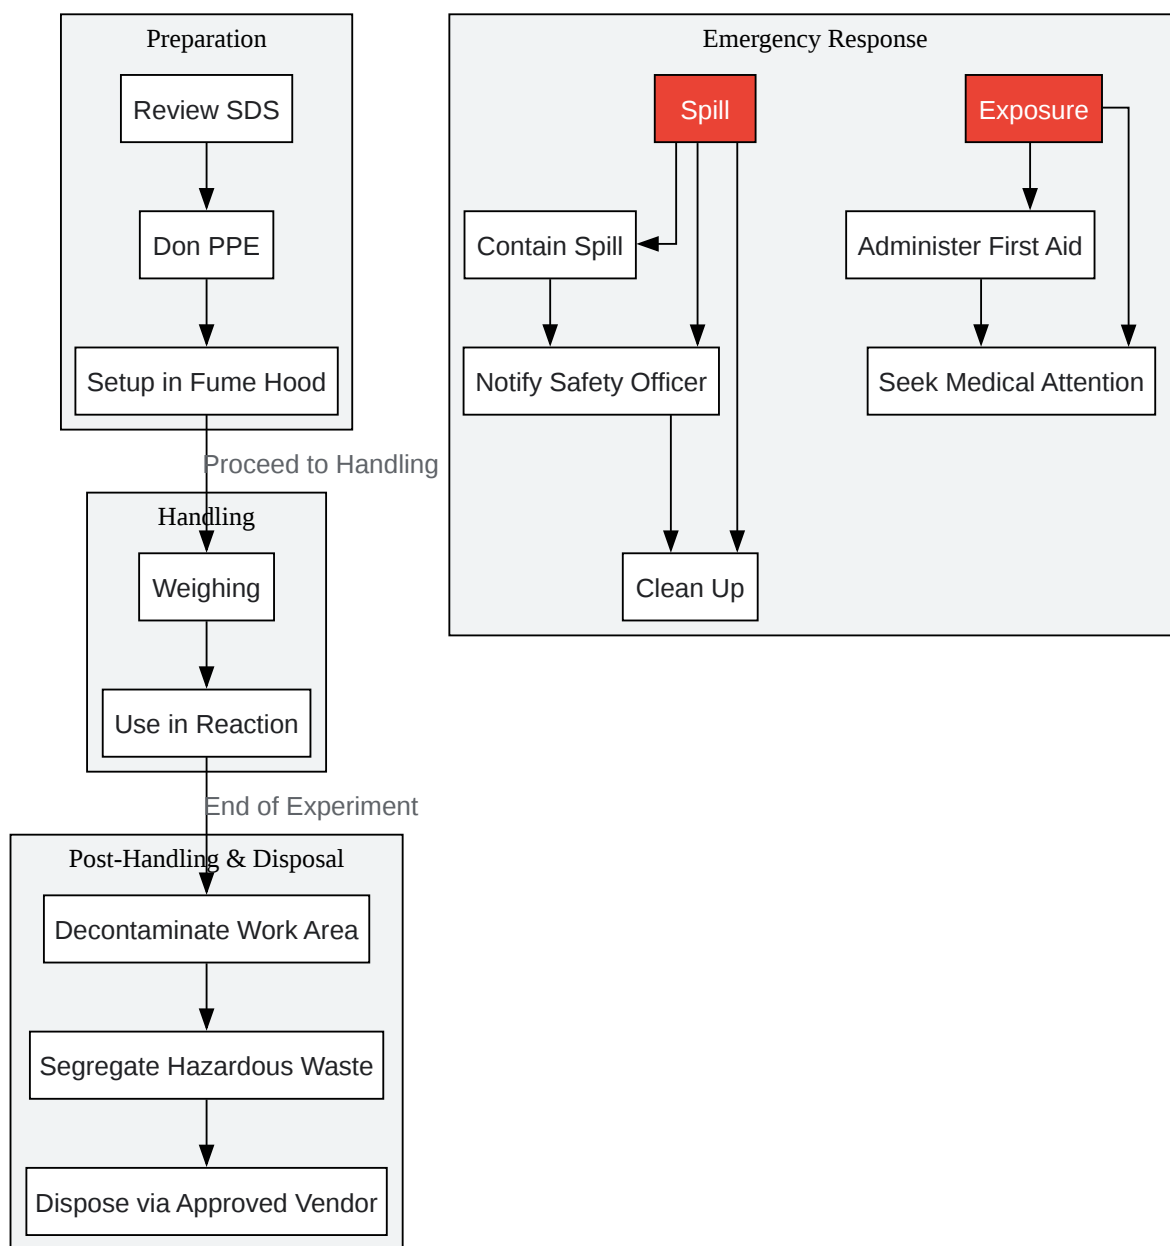 Preparation
Review SDS
Don PPE
Setup in Fume Hood
Proceed to Handling
Handling
Weighing
Use in Reaction
End of Experiment
Post-Handling & Disposal
Decontaminate Work Area
Segregate Hazardous Waste
Dispose via Approved Vendor
Emergency Response
Spill
Exposure
Contain Spill
Administer First Aid
Notify Safety Officer
Seek Medical Attention
Clean Up